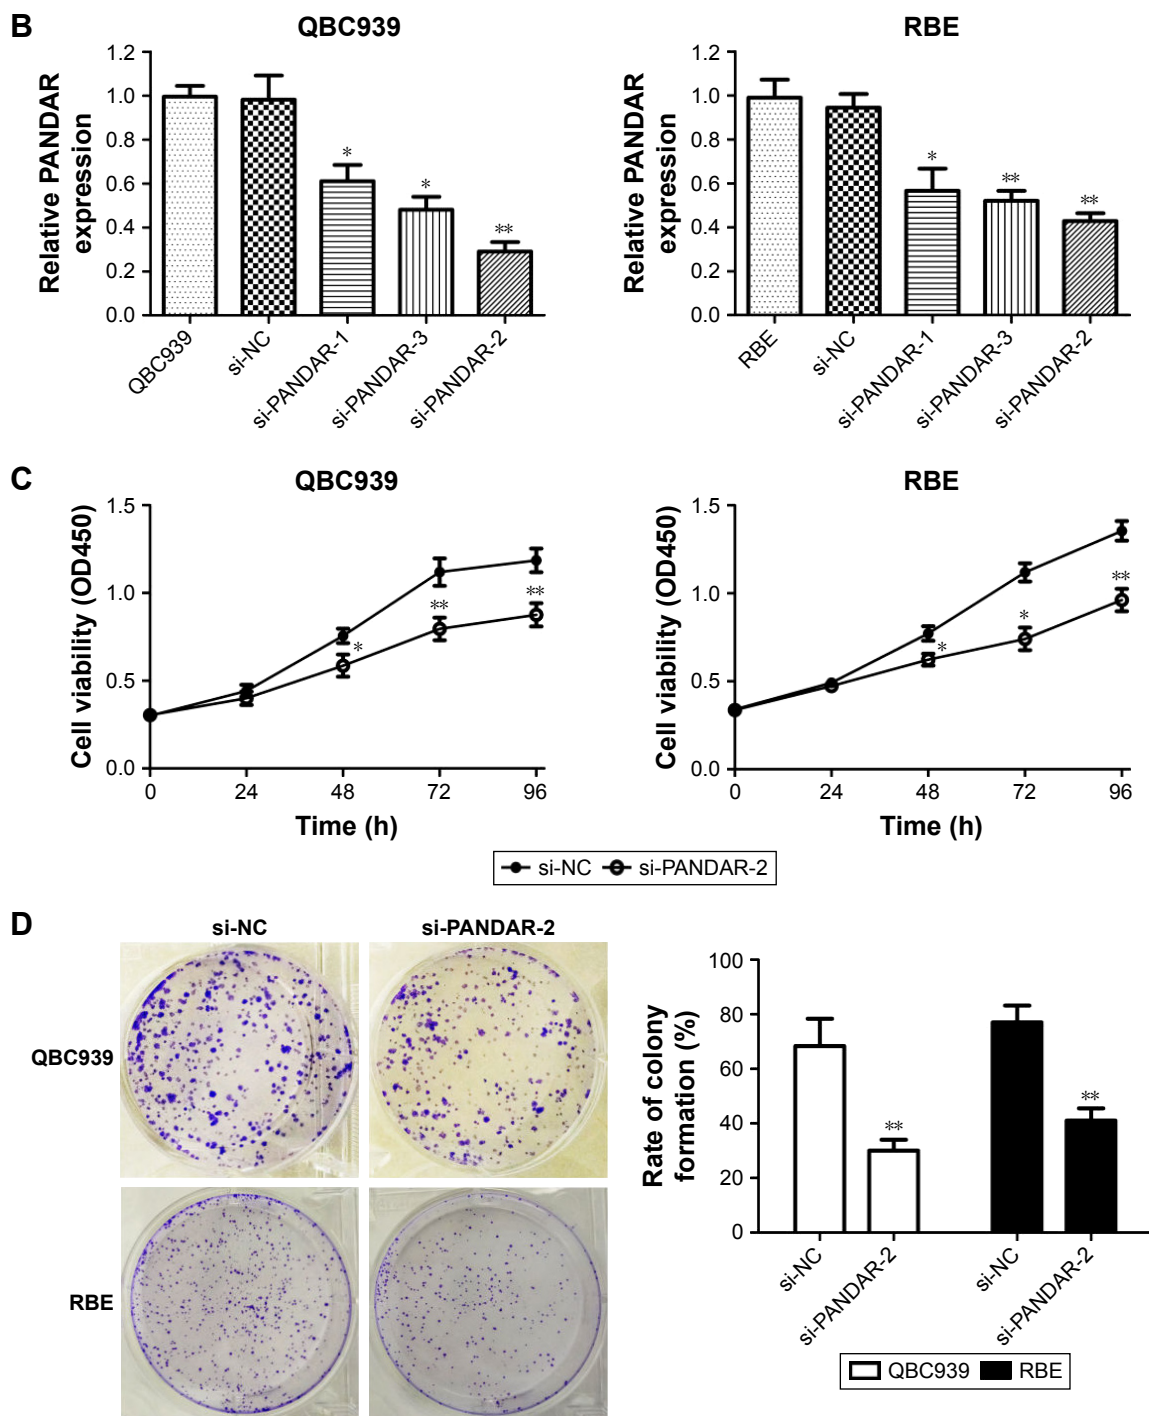 B
QBC939
Relative PANDAR
expression
1.2
1.0
0.8
0.6
0.4
0.2
0.0
*
*
**
QBC939
si-NC
si-PANDAR-1
si-PANDAR-3
si-PANDAR-2
RBE
Relative PANDAR
expression
1.2
1.0
0.8
0.6
0.4
0.2
0.0
*
**
**
RBE
si-NC
si-PANDAR-1
si-PANDAR-3
si-PANDAR-2
C
QBC939
Cell viability (OD450)
1.5
1.0
0.5
0.0
*
**
**
0 24 48 72 96
Time (h)
RBE
Cell viability (OD450)
1.5
1.0
0.5
0.0
*
*
**
0 24 48 72 96
Time (h)
si-NC si-PANDAR-2
D
si-NC si-PANDAR-2
QBC939
RBE
Rate of colony
formation (%)
100
80
60
40
20
0
**
**
si-NC
si-PANDAR-2
si-NC
si-PANDAR-2
QBC939 RBE